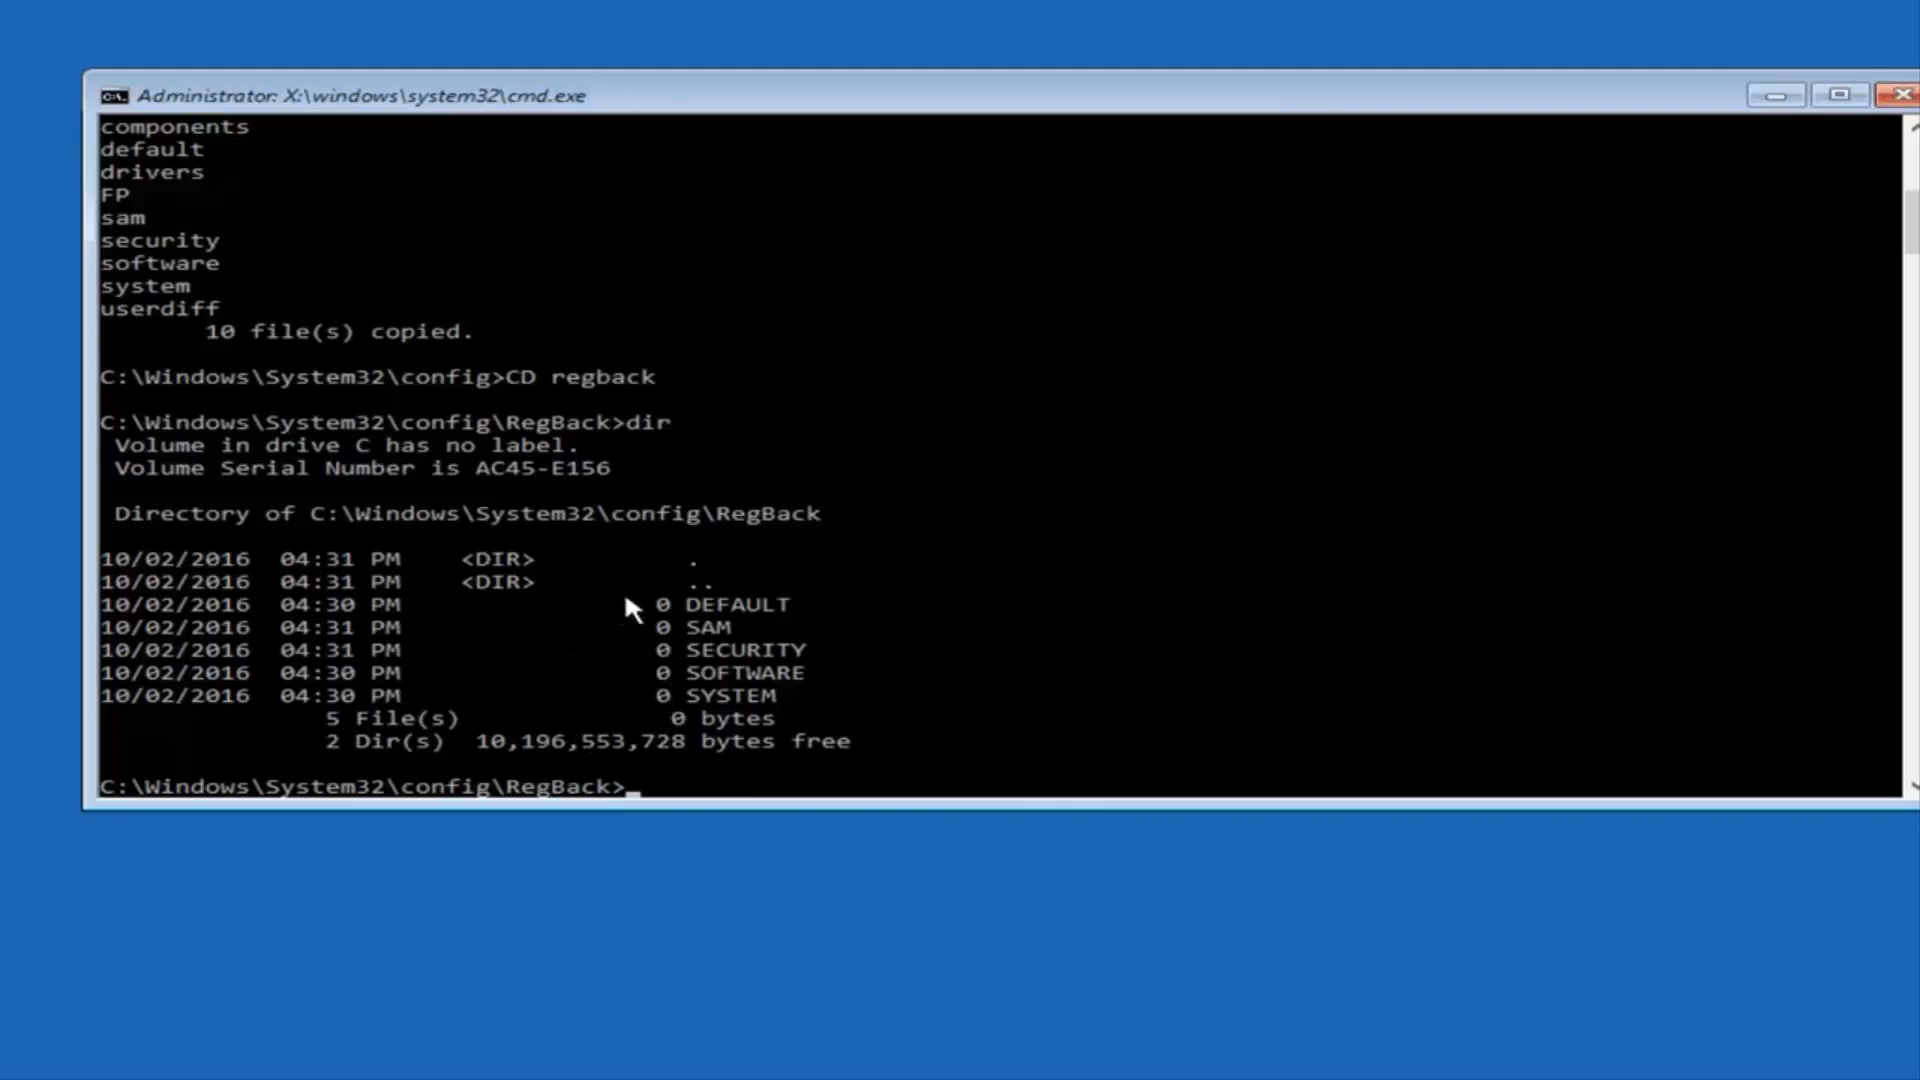 Administrator: X:\windows\system32\cmd.exe
components
default
drivers
FP
sam
security
software
system
userdiff
10 file(s) copied.
C:\Windows\System32\config>CD regback
C:\Windows\System32\config\RegBack>dir
Volume in drive C has no label.
Volume Serial Number is AC45-E156
Directory of C:\Windows\System32\config\RegBack
10/02/2016 04:31 PM <DIR> .
10/02/2016 04:31 PM <DIR> ..
10/02/2016 04:30 PM 0 DEFAULT
10/02/2016 04:31 PM 0 SAM
10/02/2016 04:31 PM 0 SECURITY
10/02/2016 04:30 PM 0 SOFTWARE
10/02/2016 04:30 PM 0 SYSTEM
5 File(s) 0 bytes
2 Dir(s) 10,196,553,728 bytes free
C:\Windows\System32\config\RegBack>_